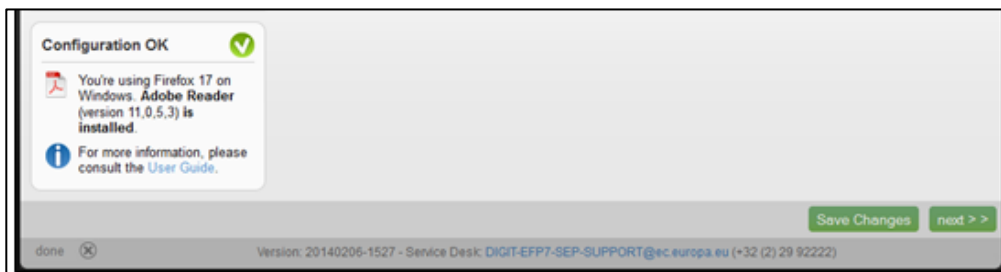 Configuration OK
You're using Firefox 17 on
Windows. Adobe Reader
(version 11,0,5,3) is
installed.
For more information, please
consult the User Guide.
Save Changes
next > >
done
Version: 20140206-1527 - Service Desk: DIGIT-EFP7-SEP-SUPPORT@ec.europa.eu (+32 (2) 29 92222)